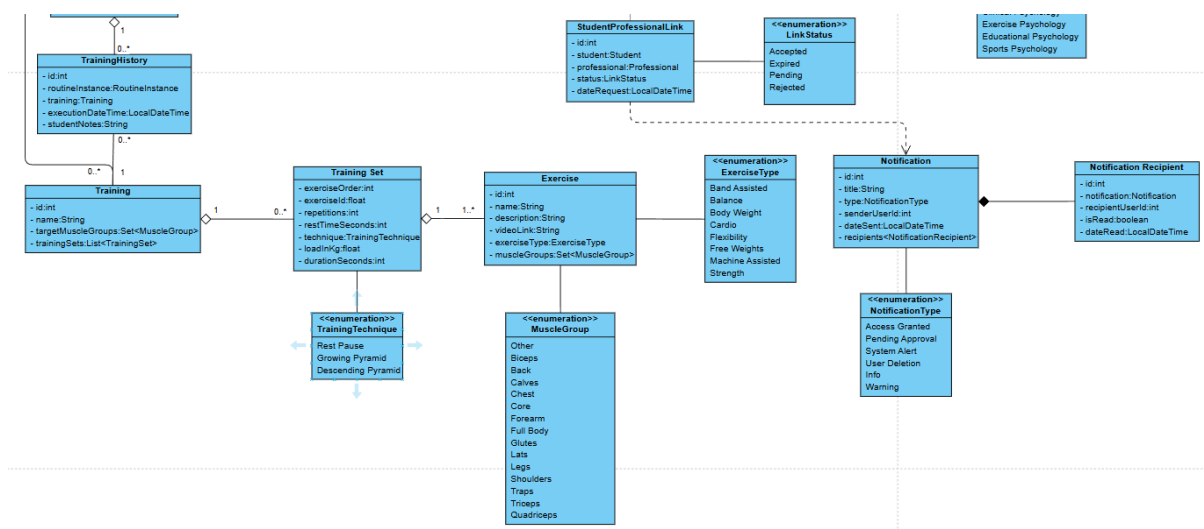 1
0..*
TrainingHistory
- id:int
- routineInstance:RoutineInstance
- training:Training
- executionDateTime:LocalDateTime
- studentNotes:String
0..*
0..*
1
Training
- id:int
- name:String
- targetMuscleGroups:Set<MuscleGroup>
- trainingSets:List<TrainingSet>
1
0..*
Training Set
- exerciseOrder:int
- exerciseId:float
- repetitions:int
- restTimeSeconds:int
- technique:TrainingTechnique
- loadInKg:float
- durationSeconds:int
1
1..*
<<enumeration>>
TrainingTechnique
Rest Pause
Growing Pyramid
Descending Pyramid
Exercise
- id:int
- name:String
- description:String
- videoLink:String
- exerciseType:ExerciseType
- muscleGroups:Set<MuscleGroup>
<<enumeration>>
MuscleGroup
Other
Biceps
Back
Calves
Chest
Core
Forearm
Full Body
Glutes
Lats
Legs
Shoulders
Traps
Triceps
Quadriceps
StudentProfessionalLink
- id:int
- student:Student
- professional:Professional
- status:LinkStatus
- dateRequest:LocalDateTime
<<enumeration>>
LinkStatus
Accepted
Expired
Pending
Rejected
<<enumeration>>
ExerciseType
Band Assisted
Balance
Body Weight
Cardio
Flexibility
Free Weights
Machine Assisted
Strength
Notification
- id:int
- title:String
- type:NotificationType
- senderUserId:int
- dateSent:LocalDateTime
- recipients<NotificationRecipient>
<<enumeration>>
NotificationType
Access Granted
Pending Approval
System Alert
User Deletion
Info
Warning
Notification Recipient
- id:int
- notification:Notification
- recipientUserId:int
- isRead:boolean
- dateRead:LocalDateTime
Exercise Psychology
Educational Psychology
Sports Psychology